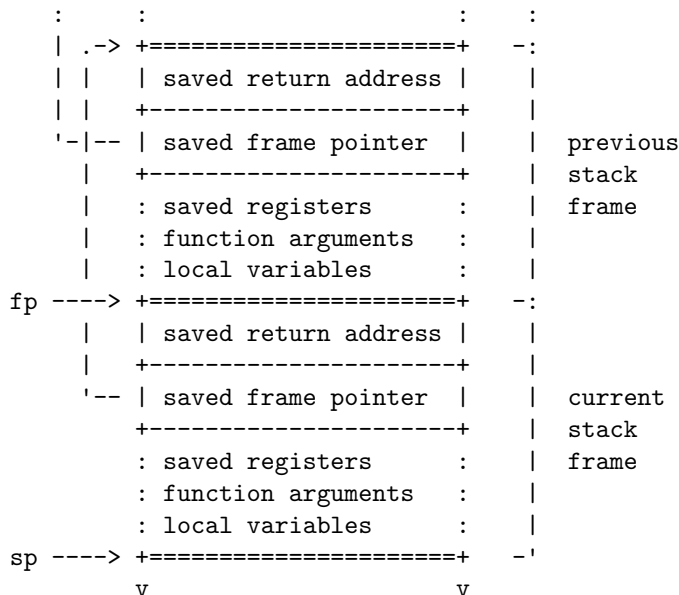 :      :                    :    :
| .-> +=====================+   -:
| |   | saved return address |    |
| |   +---------------------+    |
'-|-- | saved frame pointer  |    |  previous
|   +---------------------+    |  stack
|   : saved registers      :    |  frame
|   : function arguments   :    |
|   : local variables      :    |
fp ----> +=====================+   -:
|   | saved return address |    |
|   +---------------------+    |
'-- | saved frame pointer  |    |  current
+---------------------+    |  stack
: saved registers      :    |  frame
: function arguments   :    |
: local variables      :    |
sp ----> +=====================+   -'
v                     v